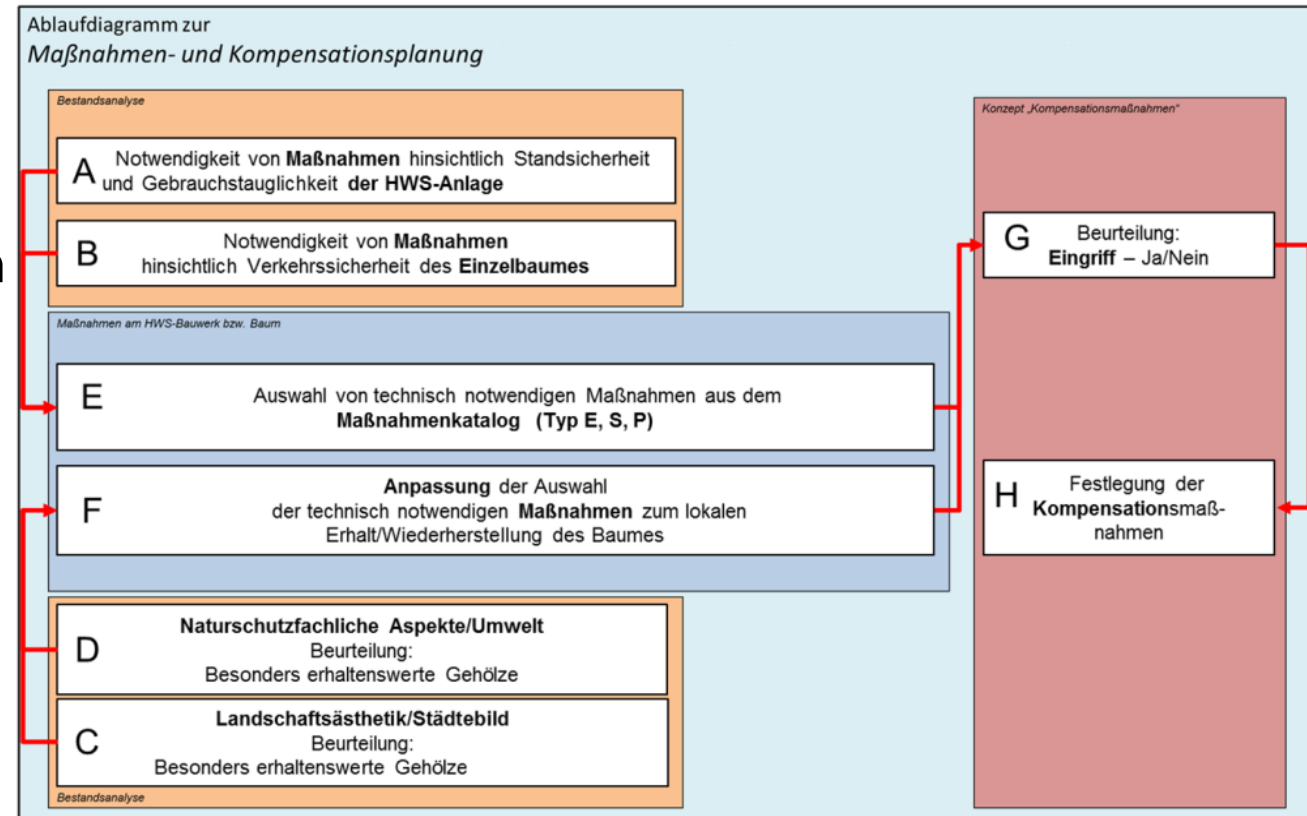 Ablaufdiagramm zur
Maßnahmen- und Kompensationsplanung
Bestandsanalyse
A
Notwendigkeit von Maßnahmen hinsichtlich Standsicherheit
und Gebrauchstauglichkeit der HWS-Anlage
B
Notwendigkeit von Maßnahmen
hinsichtlich Verkehrssicherheit des Einzelbaumes
n
Maßnahmen am HWS-Bauwerk bzw. Baum
E
Auswahl von technisch notwendigen Maßnahmen aus dem
Maßnahmenkatalog (Typ E, S, P)
F
Anpassung der Auswahl
der technisch notwendigen Maßnahmen zum lokalen
Erhalt/Wiederherstellung des Baumes
D
Naturschutzfachliche Aspekte/Umwelt
Beurteilung:
Besonders erhaltenswerte Gehölze
C
Landschaftsästhetik/Städtebild
Beurteilung:
Besonders erhaltenswerte Gehölze
Bestandsanalyse
Konzept „Kompensationsmaßnahmen"
G
Beurteilung:
Eingriff – Ja/Nein
H
Festlegung der
Kompensationsmaß-
nahmen